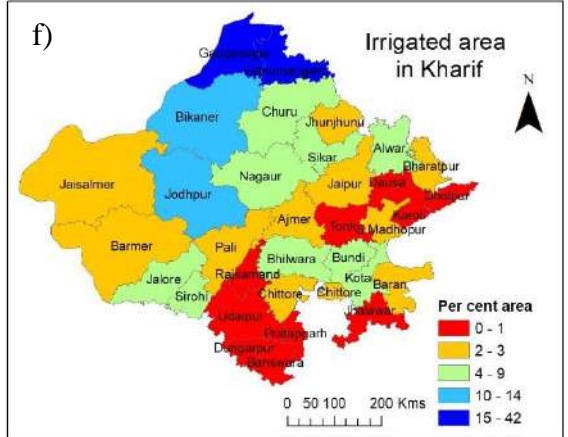 f)
Irrigated area
in Kharif
N
Ganganagar
Hanumangarh
Bikaner
Churu
Jhunjhunu
Sikar
Alwar
Bharatpur
Jaisalmer
Jodhpur
Nagaur
Jaipur
Dausa
Dholpur
Karoli
Ajmer
Tonk
S.Madhopur
Barmer
Pali
Rajsamand
Bhilwara
Bundi
Jalore
Sirohi
Kota
Baran
Chittore
Chittore
Jhalawar
Udaipur
Pratapgarh
Dungarpur
Banswara
Per cent area
0 - 1
2 - 3
4 - 9
10 - 14
15 - 42
0 50 100 200 Kms